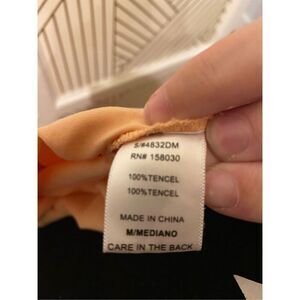 S/#4832DM
RN# 158030
100%TENCEL
100%TENCEL
MADE IN CHINA
M/MEDIANO
CARE IN THE BACK